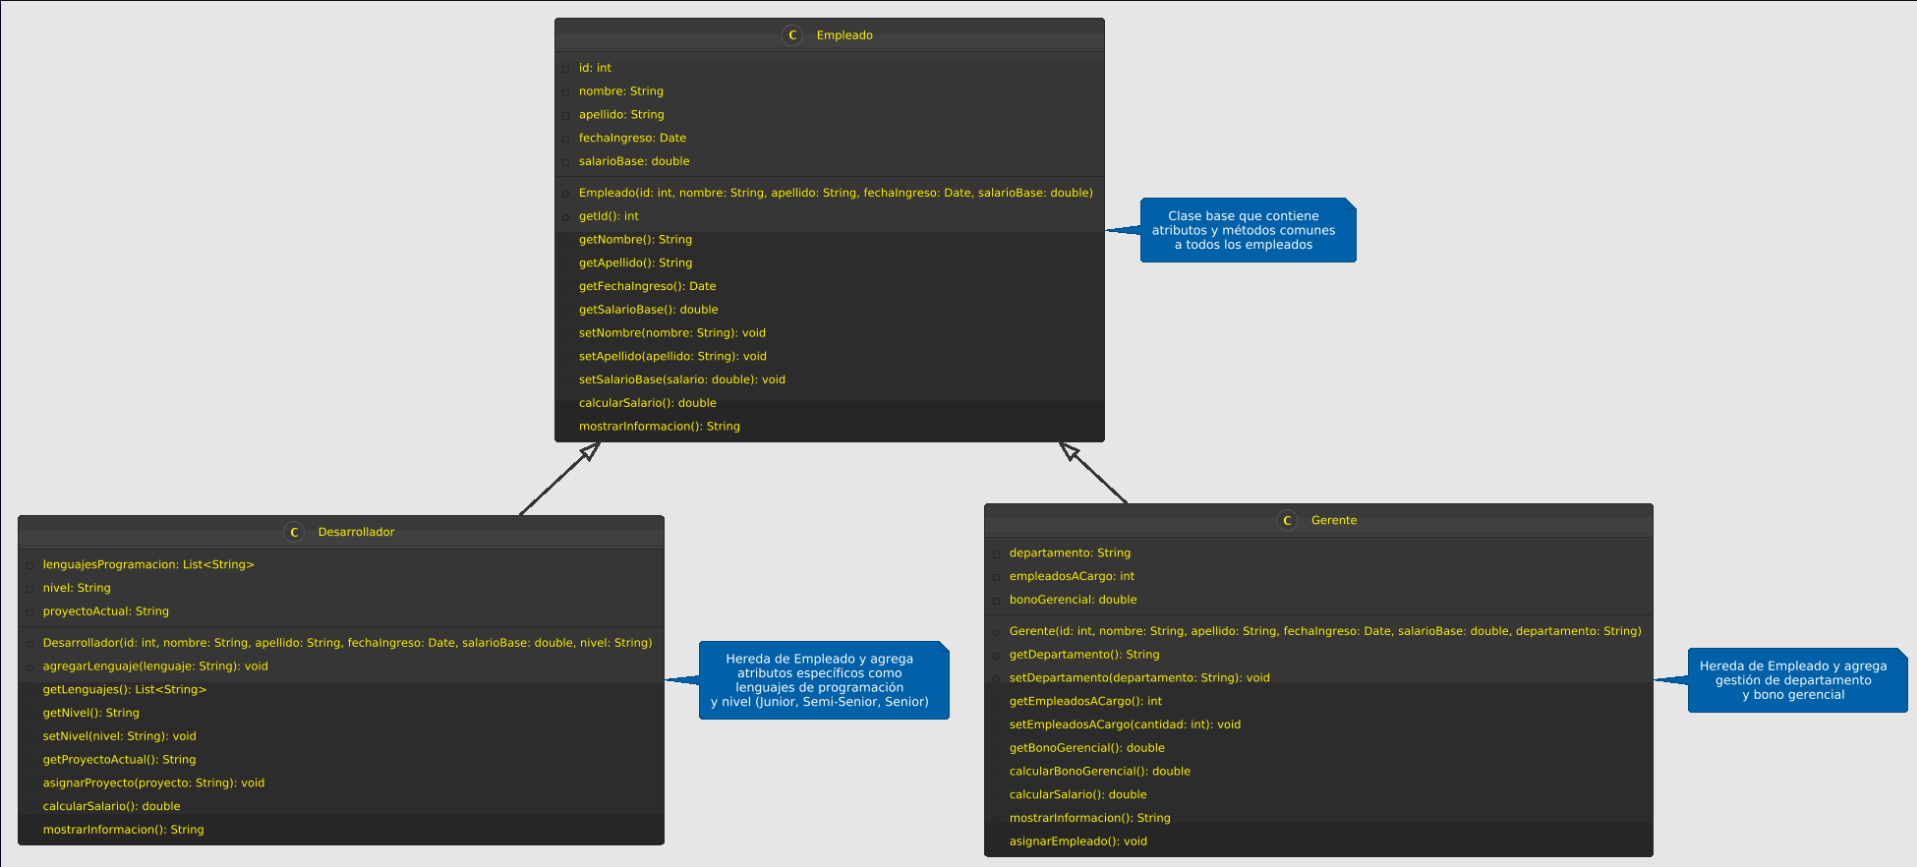 C Empleado
id: int
nombre: String
apellido: String
fechaIngreso: Date
salarioBase: double
Empleado(id: int, nombre: String, apellido: String, fechaIngreso: Date, salarioBase: double)
getId(): int
getNombre(): String
getApellido(): String
getFechaIngreso(): Date
getSalarioBase(): double
setNombre(nombre: String): void
setApellido(apellido: String): void
setSalarioBase(salario: double): void
calcularSalario(): double
mostrarInformacion(): String
Clase base que contiene
atributos y métodos comunes
a todos los empleados
C Desarrollador
lenguajesProgramacion: List<String>
nivel: String
proyectoActual: String
Desarrollador(id: int, nombre: String, apellido: String, fechaIngreso: Date, salarioBase: double, nivel: String)
agregarLenguaje(lenguaje: String): void
getLenguajes(): List<String>
getNivel(): String
setNivel(nivel: String): void
getProyectoActual(): String
asignarProyecto(proyecto: String): void
calcularSalario(): double
mostrarInformacion(): String
Hereda de Empleado y agrega
atributos específicos como
lenguajes de programación
y nivel (Junior, Semi-Senior, Senior)
C Gerente
departamento: String
empleadosACargo: int
bonoGerencial: double
Gerente(id: int, nombre: String, apellido: String, fechaIngreso: Date, salarioBase: double, departamento: String)
getDepartamento(): String
setDepartamento(departamento: String): void
getEmpleadosACargo(): int
setEmpleadosACargo(cantidad: int): void
getBonoGerencial(): double
calcularBonoGerencial(): double
calcularSalario(): double
mostrarInformacion(): String
asignarEmpleado(): void
Hereda de Empleado y agrega
gestión de departamento
y bono gerencial